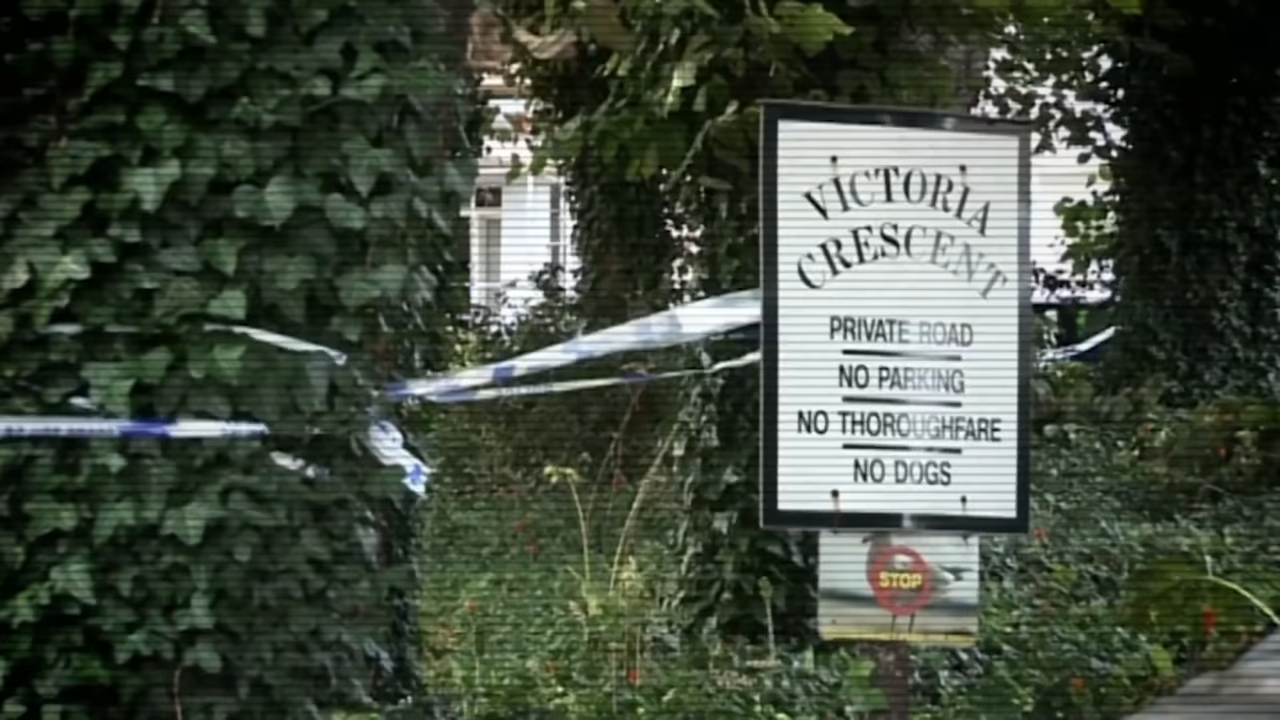 VICTORIA
CRESCENT
PRIVATE ROAD
NO PARKING
NO THOROUGHFARE
NO DOGS
STOP